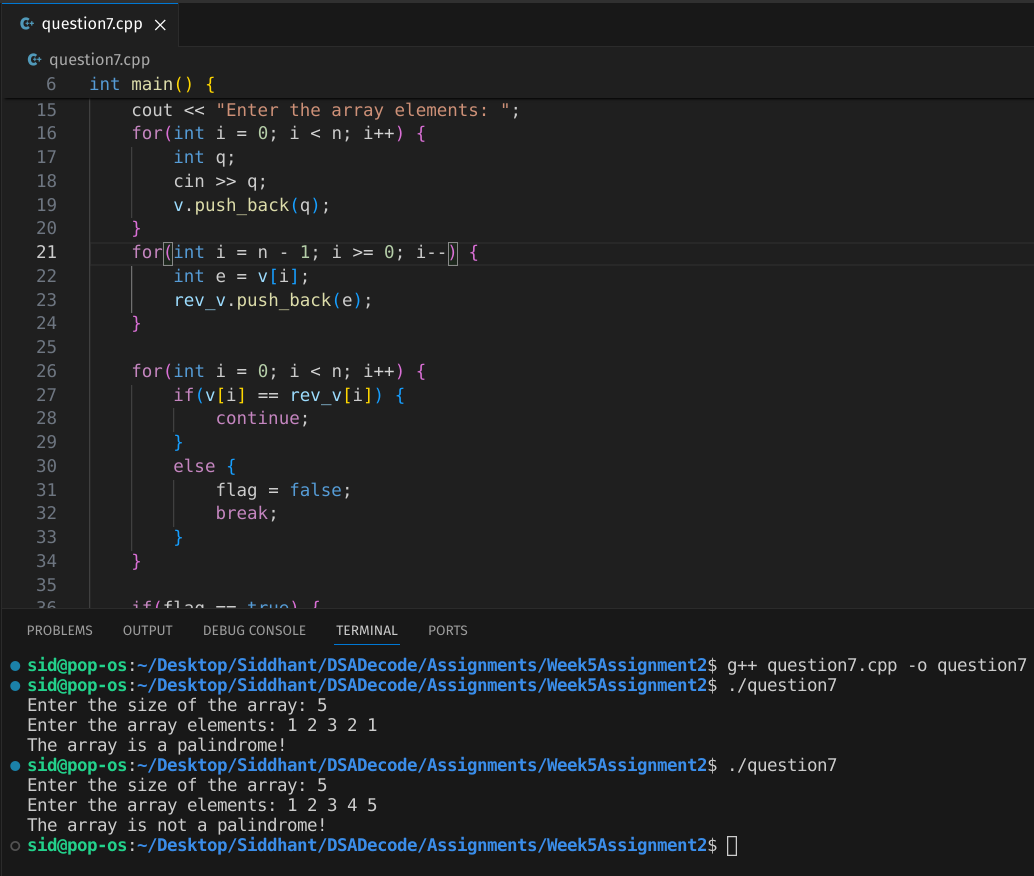 question7.cpp
question7.cpp
6 int main() {
15 cout << "Enter the array elements: ";
16 for(int i = 0; i < n; i++) {
17 int q;
18 cin >> q;
19 v.push_back(q);
20 }
21 for(int i = n - 1; i >= 0; i--) {
22 int e = v[i];
23 rev_v.push_back(e);
24 }
25
26 for(int i = 0; i < n; i++) {
27 if(v[i] == rev_v[i]) {
28 continue;
29 }
30 else {
31 flag = false;
32 break;
33 }
34 }
35
36 if(flag == true) {
PROBLEMS OUTPUT DEBUG CONSOLE TERMINAL PORTS
sid@pop-os:~/Desktop/Siddhant/DSADecode/Assignments/Week5Assignment2$ g++ question7.cpp -o question7
sid@pop-os:~/Desktop/Siddhant/DSADecode/Assignments/Week5Assignment2$ ./question7
Enter the size of the array: 5
Enter the array elements: 1 2 3 2 1
The array is a palindrome!
sid@pop-os:~/Desktop/Siddhant/DSADecode/Assignments/Week5Assignment2$ ./question7
Enter the size of the array: 5
Enter the array elements: 1 2 3 4 5
The array is not a palindrome!
sid@pop-os:~/Desktop/Siddhant/DSADecode/Assignments/Week5Assignment2$